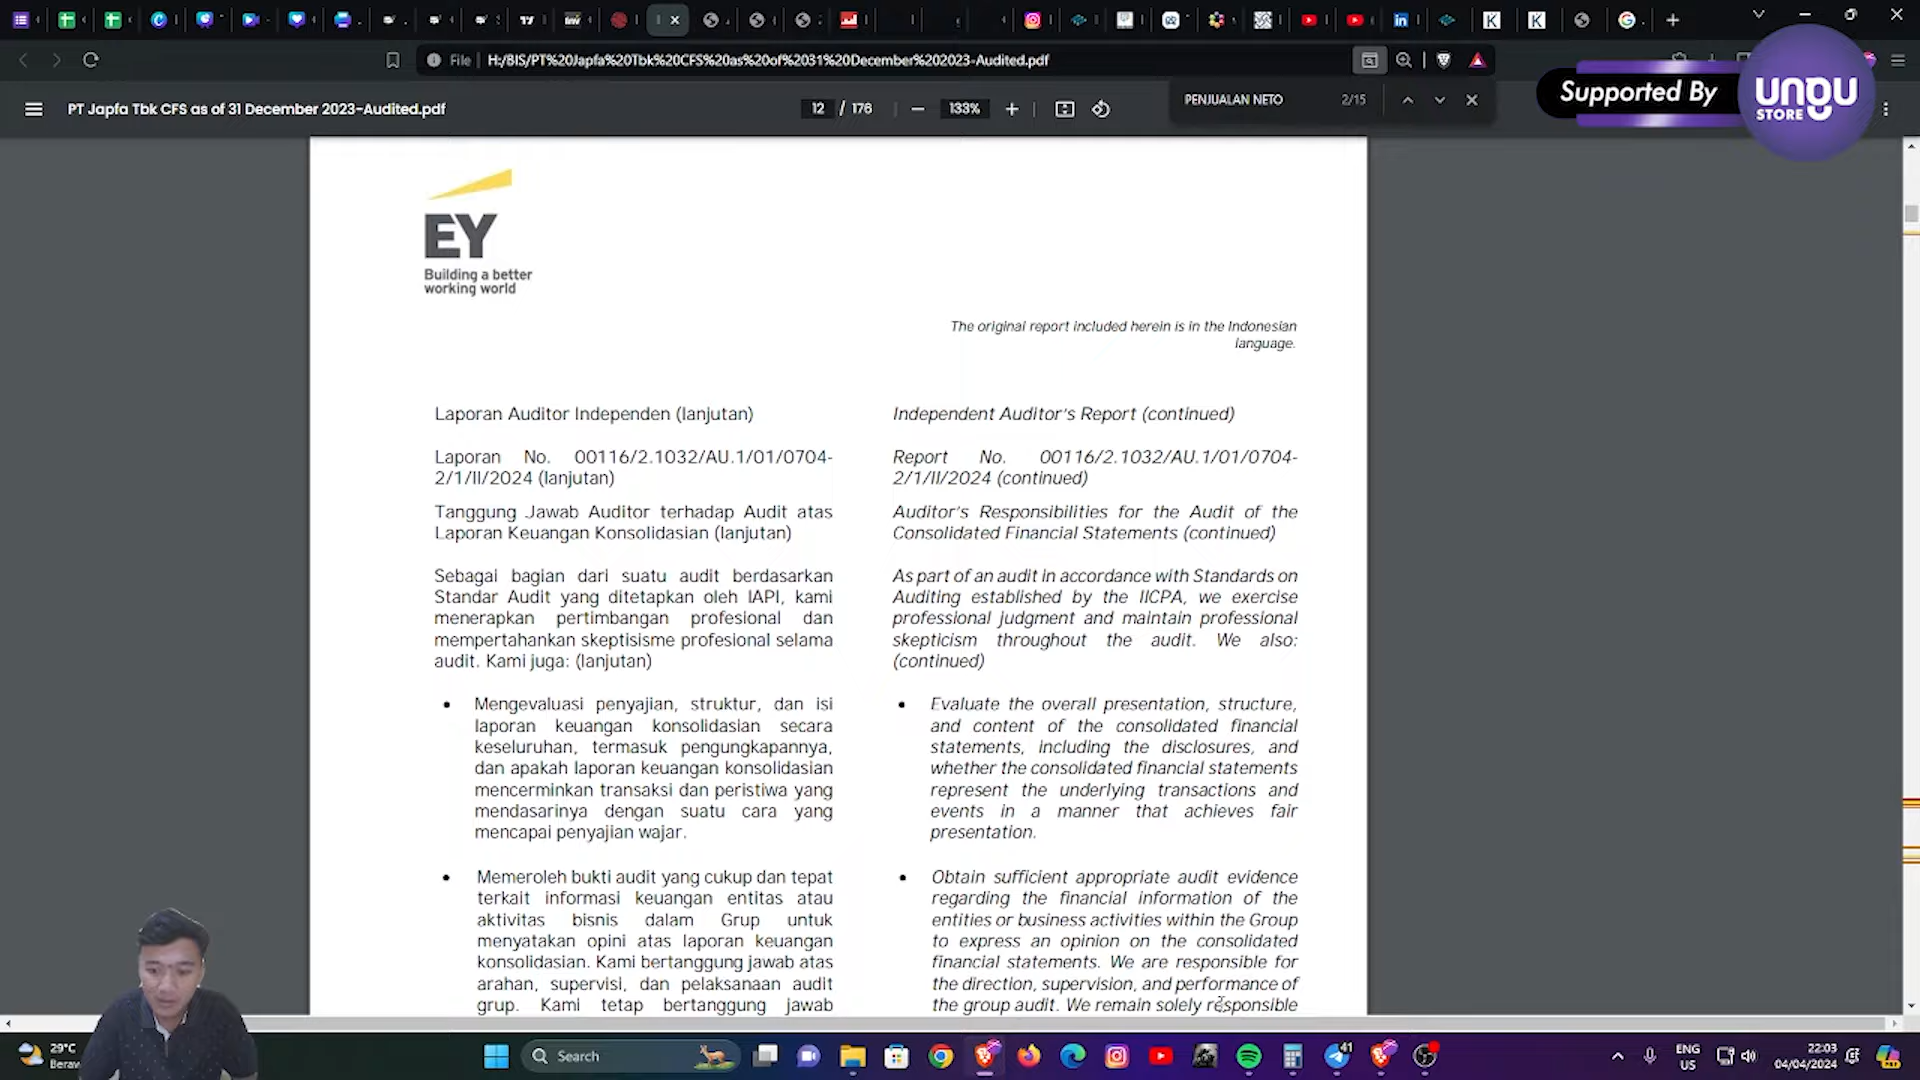 File
H:/BIS/PT%20Japfa%20Tbk%20CFS%20as%20of%2031%20December%202023-Audited.pdf
PT Japfa Tbk CFS as of 31 December 2023-Audited.pdf
12 / 176
133%
PENJUALAN NETO
2/15
Supported By
UNGU
STORE
EY
Building a better
working world
The original report included herein is in the Indonesian
language.
Laporan Auditor Independen (lanjutan)
Laporan No. 00116/2.1032/AU.1/01/0704-
2/1/II/2024 (lanjutan)
Tanggung Jawab Auditor terhadap Audit atas
Laporan Keuangan Konsolidasian (lanjutan)
Sebagai bagian dari suatu audit berdasarkan
Standar Audit yang ditetapkan oleh IAPI, kami
menerapkan pertimbangan profesional dan
mempertahankan skeptisisme profesional selama
audit. Kami juga: (lanjutan)
• Mengevaluasi penyajian, struktur, dan isi
laporan keuangan konsolidasian secara
keseluruhan, termasuk pengungkapannya,
dan apakah laporan keuangan konsolidasian
mencerminkan transaksi dan peristiwa yang
mendasarinya dengan suatu cara yang
mencapai penyajian wajar.
• Memeroleh bukti audit yang cukup dan tepat
terkait informasi keuangan entitas atau
aktivitas bisnis dalam Grup untuk
menyatakan opini atas laporan keuangan
konsolidasian. Kami bertanggung jawab atas
arahan, supervisi, dan pelaksanaan audit
grup. Kami tetap bertanggung jawab
Independent Auditor's Report (continued)
Report No. 00116/2.1032/AU.1/01/0704-
2/1/II/2024 (continued)
Auditor's Responsibilities for the Audit of the
Consolidated Financial Statements (continued)
As part of an audit in accordance with Standards on
Auditing established by the IICPA, we exercise
professional judgment and maintain professional
skepticism throughout the audit. We also:
(continued)
• Evaluate the overall presentation, structure,
and content of the consolidated financial
statements, including the disclosures, and
whether the consolidated financial statements
represent the underlying transactions and
events in a manner that achieves fair
presentation.
• Obtain sufficient appropriate audit evidence
regarding the financial information of the
entities or business activities within the Group
to express an opinion on the consolidated
financial statements. We are responsible for
the direction, supervision, and performance of
the group audit. We remain solely responsible
29°C
Beraw
Search
41
ENG
US
22:03
04/04/2024